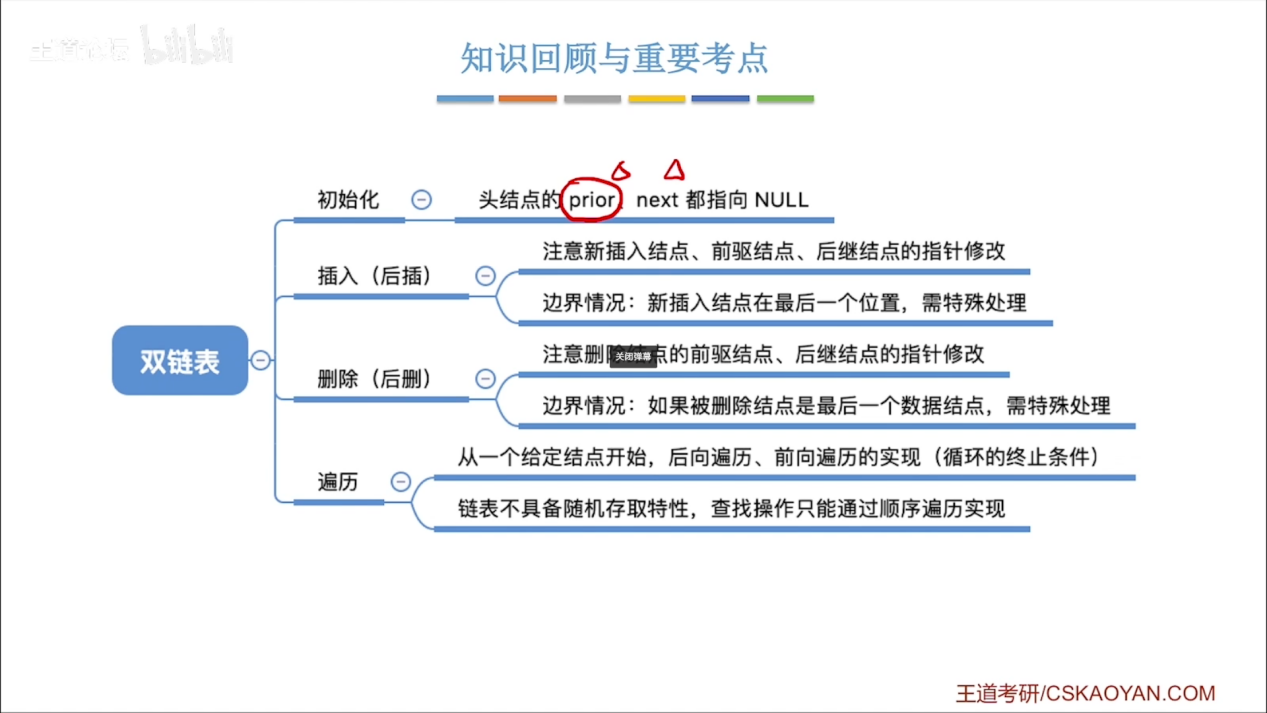 王道论坛 bilibili
知识回顾与重要考点
初始化
头结点的 prior、next 都指向 NULL
插入（后插）
注意新插入结点、前驱结点、后继结点的指针修改
边界情况：新插入结点在最后一个位置，需特殊处理
双链表
删除（后删）
注意删除结点的前驱结点、后继结点的指针修改
关闭弹幕
边界情况：如果被删除结点是最后一个数据结点，需特殊处理
遍历
从一个给定结点开始，后向遍历、前向遍历的实现（循环的终止条件）
链表不具备随机存取特性，查找操作只能通过顺序遍历实现
王道考研/CSKAOYAN.COM